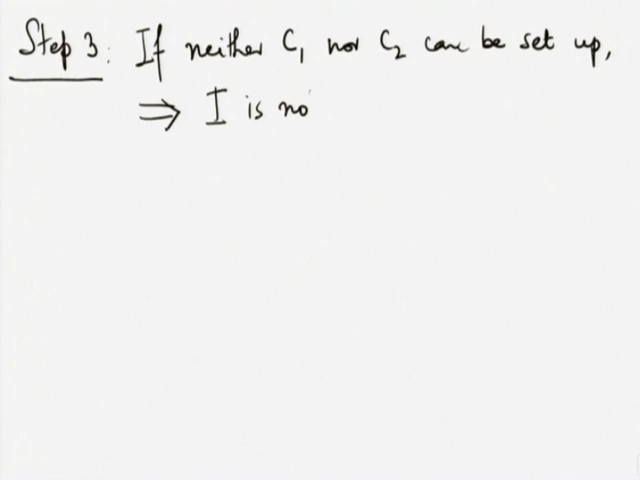 Step 3: If neither C₁ nor C₂ can be set up,
⇒ I is no